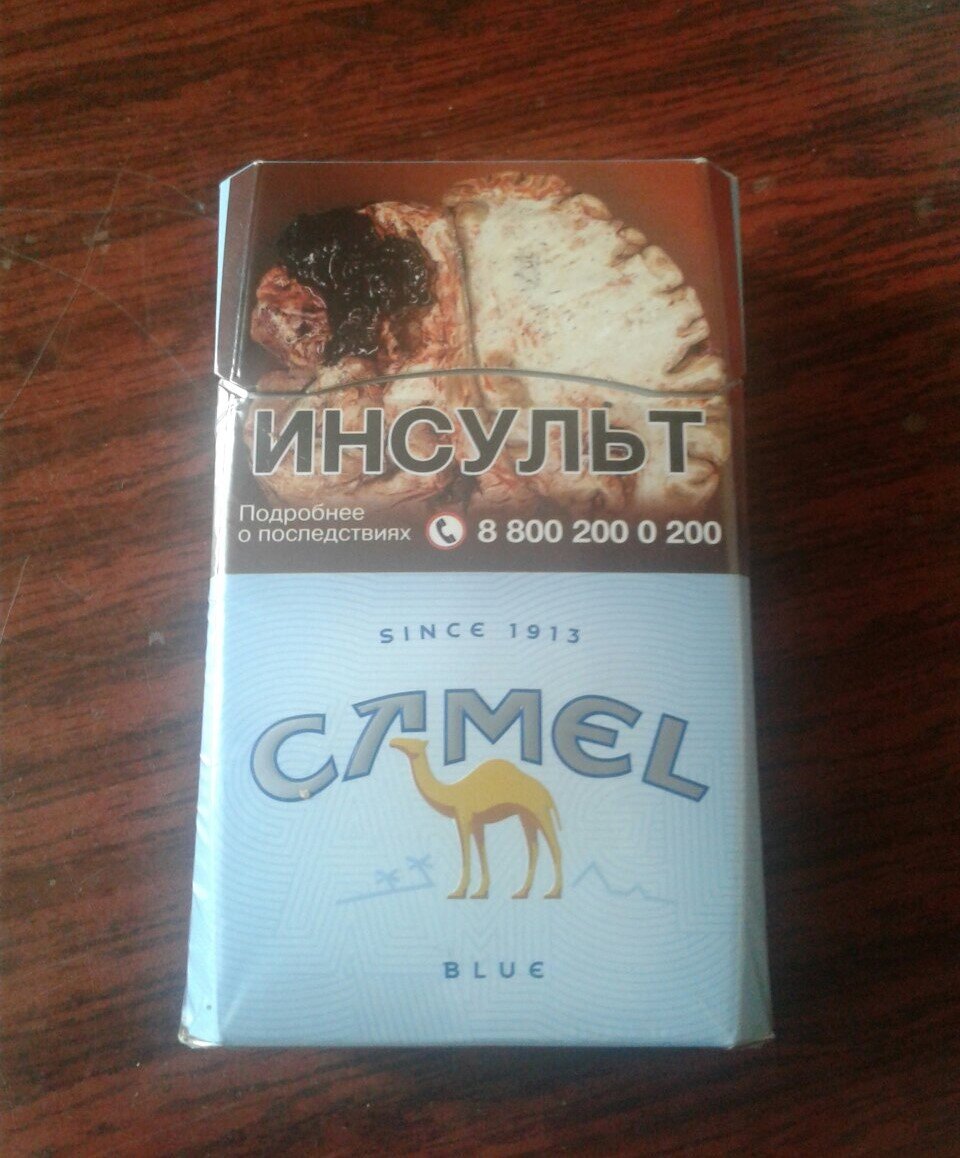 ИНСУЛЬТ
Подробнее
о последствиях 8 800 200 0 200
SINCE 1913
CAMEL
BLUE